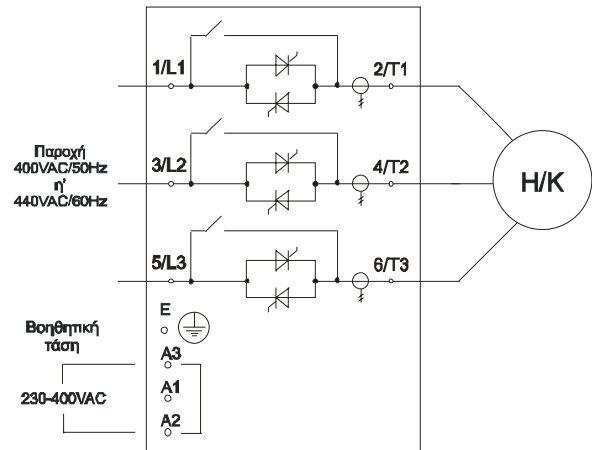 1/L1
2/T1
Παροχή
400VAC/50Hz
η'
440VAC/60Hz
3/L2
4/T2
H/K
5/L3
6/T3
E
Βοηθητική
τάση
A3
230-400VAC
A1
A2